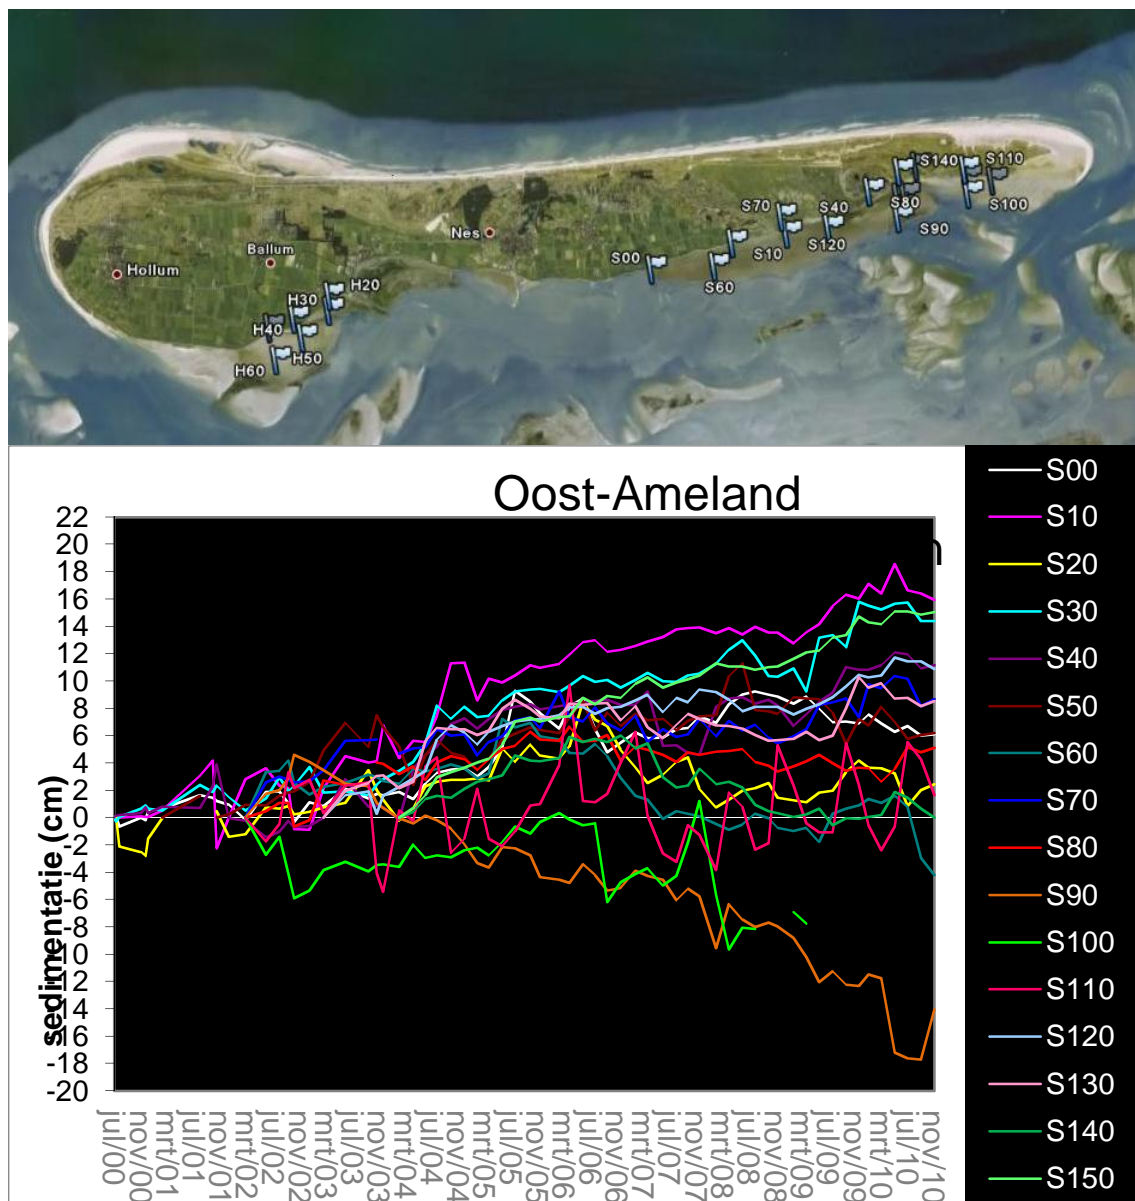 S140
S110
S70
S40
S80
S100
Nes
S90
Ballum
S00
S10
S120
Hollum
H20
S60
H30
H40
H50
H60
Oost-Ameland
22
20
18
16
14
12
10
8
6
4
2
0
-2
-4
-6
-8
-10
-12
-14
-16
-18
-20
sedimentatie (cm)
jul/00
nov/00
mrt/01
jul/01
nov/01
mrt/02
jul/02
nov/02
mrt/03
jul/03
nov/03
mrt/04
jul/04
nov/04
mrt/05
jul/05
nov/05
mrt/06
jul/06
nov/06
mrt/07
jul/07
nov/07
mrt/08
jul/08
nov/08
mrt/09
jul/09
nov/09
mrt/10
jul/10
nov/10
S00
S10
S20
S30
S40
S50
S60
S70
S80
S90
S100
S110
S120
S130
S140
S150